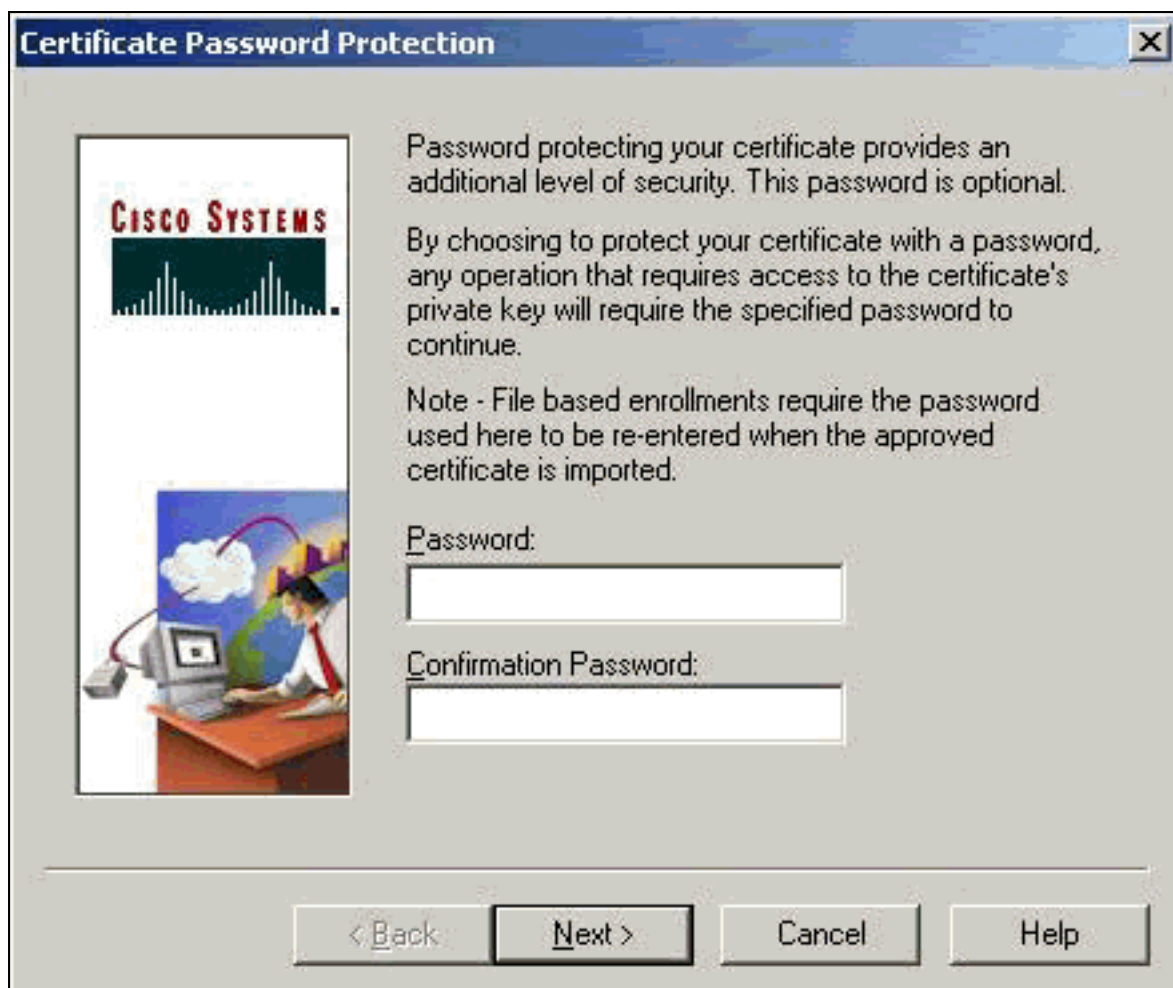 Certificate Password Protection
CISCO SYSTEMS
Password protecting your certificate provides an
additional level of security. This password is optional.
By choosing to protect your certificate with a password,
any operation that requires access to the certificate's
private key will require the specified password to
continue.
Note - File based enrollments require the password
used here to be re-entered when the approved
certificate is imported.
Password:
Confirmation Password:
< Back
Next >
Cancel
Help